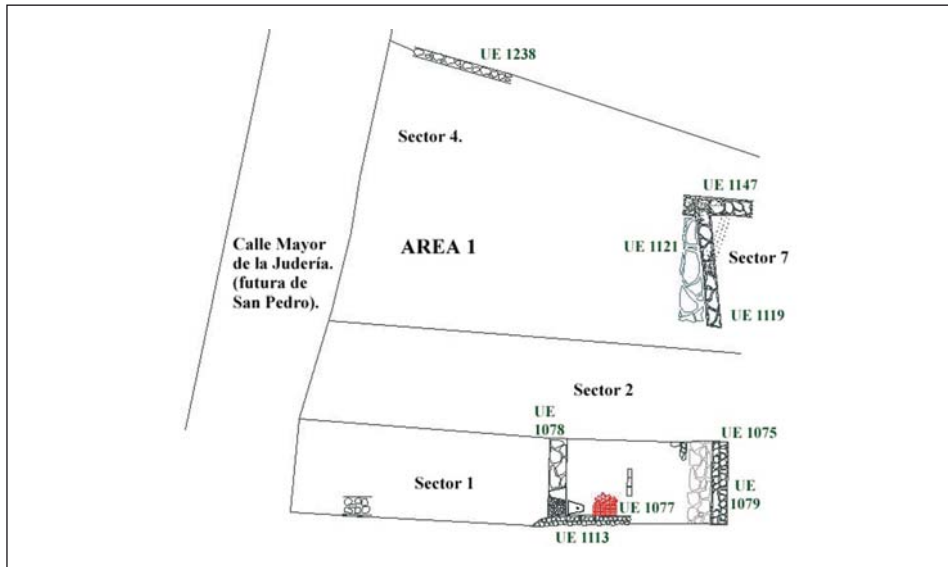 UE 1238
Sector 4.
UE 1147
Calle Mayor
de la Judería.
(futura de
San Pedro).
AREA 1
UE 1121
Sector 7
UE 1119
Sector 2
UE
1078
UE 1075
Sector 1
UE
1079
UE 1077
UE 1113